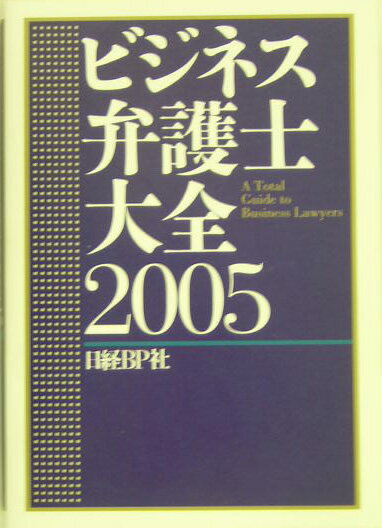 ビジネス
弁護士
大全
A Total
Guide to
Business Lawyers
2005
日経BP社